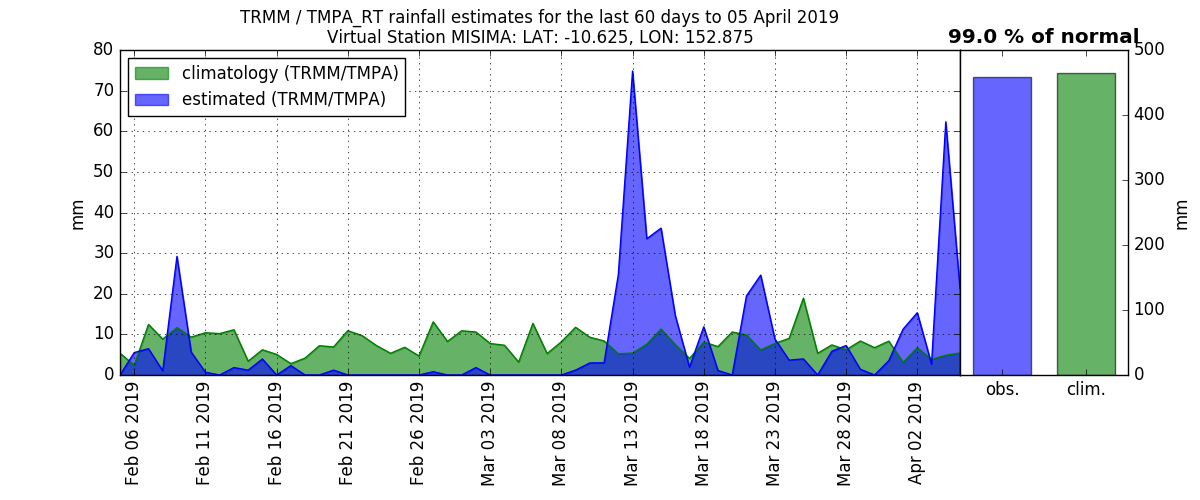 TRMM / TMPA_RT rainfall estimates for the last 60 days to 05 April 2019
Virtual Station MISIMA: LAT: -10.625, LON: 152.875
99.0 % of normal
climatology (TRMM/TMPA)
estimated (TRMM/TMPA)
80
70
60
50
40
30
20
10
0
mm
500
400
300
200
100
0
mm
Feb 06 2019
Feb 11 2019
Feb 16 2019
Feb 21 2019
Feb 26 2019
Mar 03 2019
Mar 08 2019
Mar 13 2019
Mar 18 2019
Mar 23 2019
Mar 28 2019
Apr 02 2019
obs.
clim.